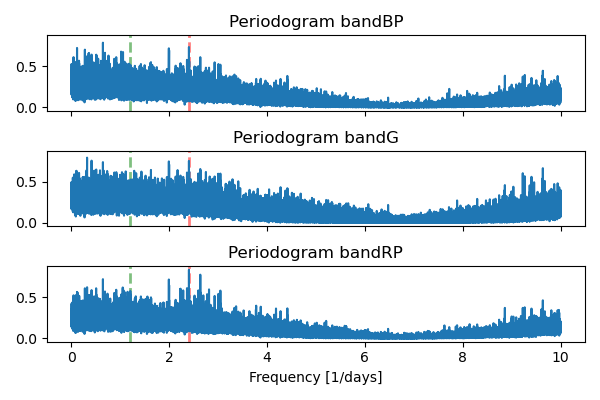 Periodogram bandBP
0.5
0.0
Periodogram bandG
0.5
0.0
Periodogram bandRP
0.5
0.0
0 2 4 6 8 10
Frequency [1/days]